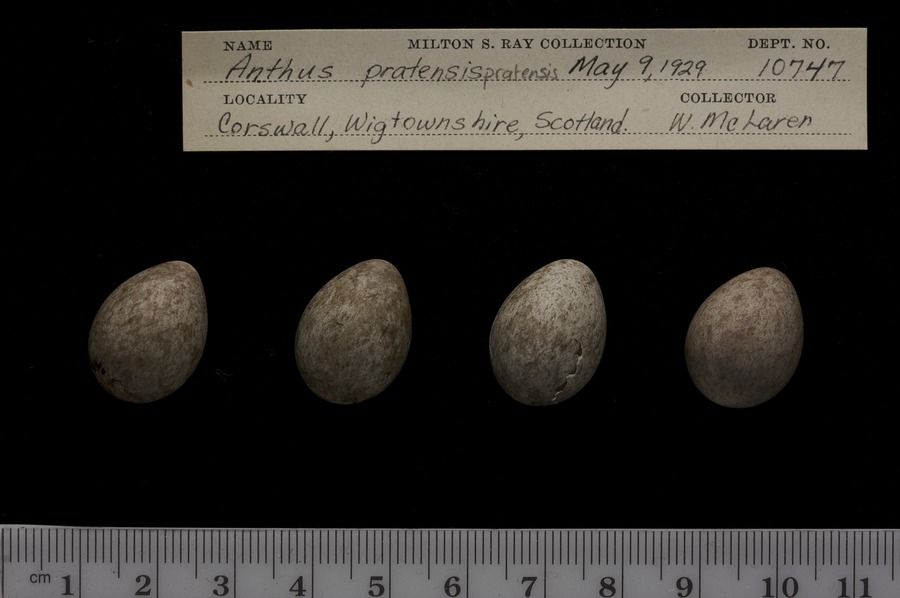 NAME MILTON S. RAY COLLECTION DEPT. NO.
Anthus pratensis pratensis May 9, 1929 10747
LOCALITY COLLECTOR
Corswall, Wigtownshire, Scotland. W. McLaren
cm 1 2 3 4 5 6 7 8 9 10 11